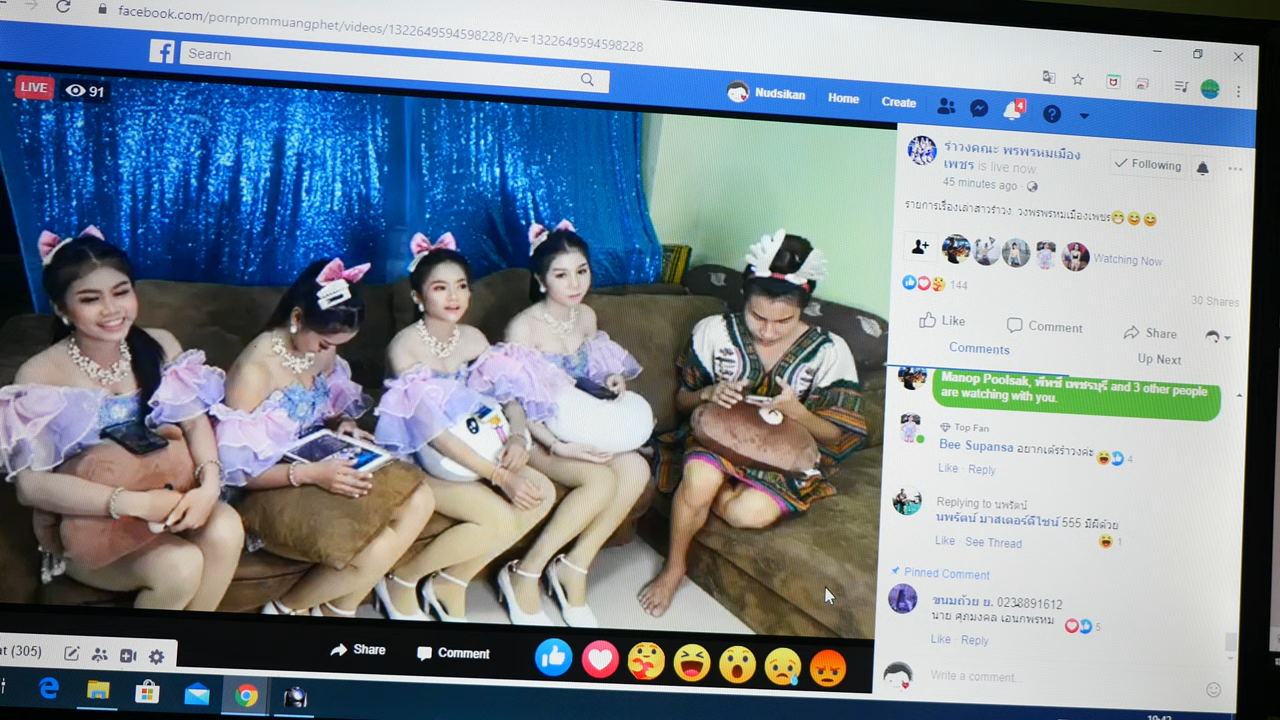 facebook.com/pornprommuangphet/videos/1322649594598228/?v=1322649594598228
Search
Nudsikan
Home
Create
4
LIVE
91
รำวงคณะ พรพรหมเมือง
เพชร is live now.
45 minutes ago
Following
รายการเรื่องเล่าสาวรำวง. วงพรพรหมเมืองเพชร
Watching Now
144
30 Shares
Like
Comment
Share
Comments
Up Next
Manop Poolsak, พี่ทซ์ เพชรบุรี and 3 other people
are watching with you.
Top Fan
Bee Supansa อยากเต้รรำวงค่ะ
4
Like · Reply
Replying to นพรัตน์
นพรัตน์ มาสเตอร์ดีไซน์ 555 มีผีด้วย
1
Like · See Thread
Pinned Comment
ขนมถ้วย ย. 0238891612
นาย ศุภมงคล เอนกพรหม
5
Like · Reply
Write a comment...
Share
Comment
at (305)